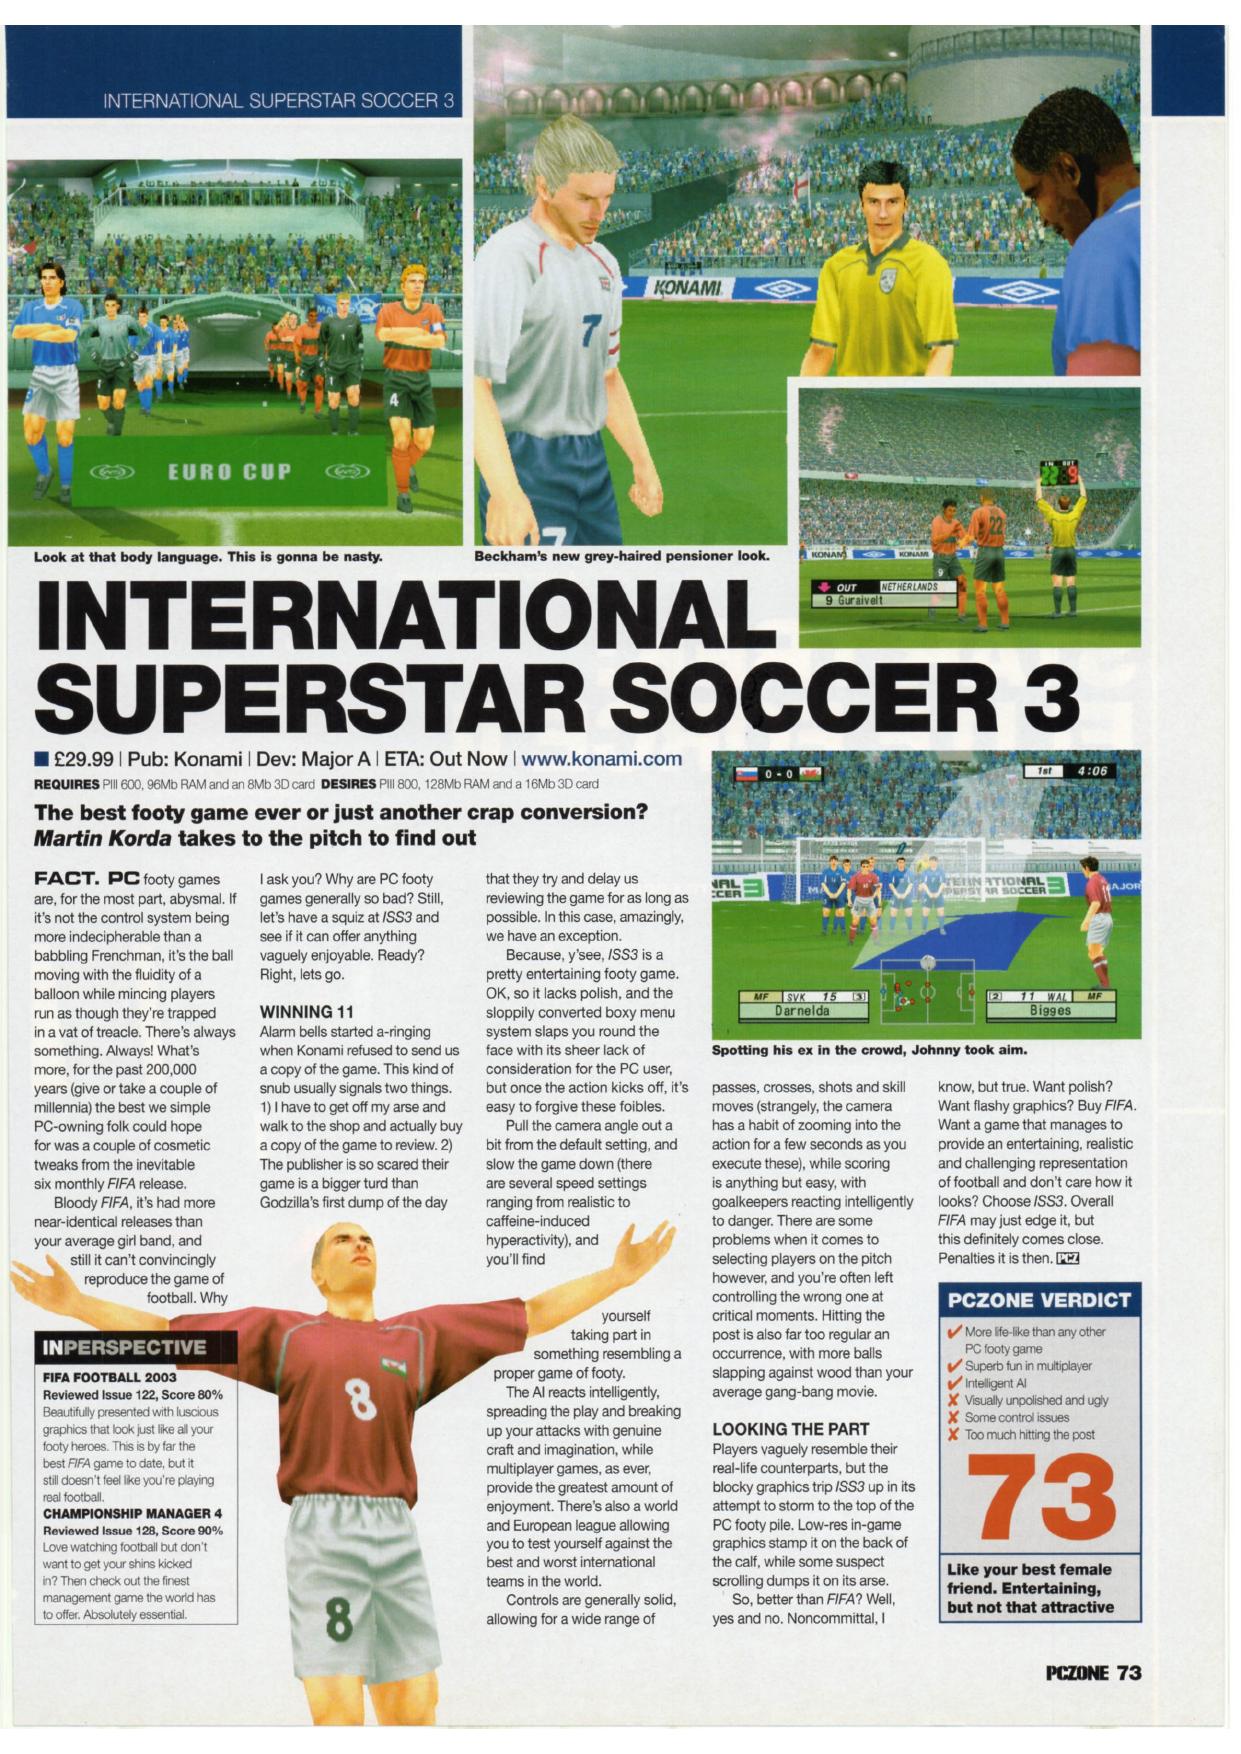 INTERNATIONAL SUPERSTAR SOCCER 3
KONAMI
EURO CUP
1
1
4
7
7
IN OUT
22 9
22
9
KONAMI
KONAMI
OUT NETHERLANDS
9 Guraivelt
Look at that body language. This is gonna be nasty.
Beckham's new grey-haired pensioner look.
INTERNATIONAL
SUPERSTAR SOCCER 3
£29.99 | Pub: Konami | Dev: Major A | ETA: Out Now | www.konami.com
REQUIRES PIII 600, 96Mb RAM and an 8Mb 3D card DESIRES PIII 800, 128Mb RAM and a 16Mb 3D card
The best footy game ever or just another crap conversion?
Martin Korda takes to the pitch to find out
FACT. PC footy games
are, for the most part, abysmal. If
it's not the control system being
more indecipherable than a
babbling Frenchman, it's the ball
moving with the fluidity of a
balloon while mincing players
run as though they're trapped
in a vat of treacle. There's always
something. Always! What's
more, for the past 200,000
years (give or take a couple of
millennia) the best we simple
PC-owning folk could hope
for was a couple of cosmetic
tweaks from the inevitable
six monthly FIFA release.
Bloody FIFA, it's had more
near-identical releases than
your average girl band, and
still it can't convincingly
reproduce the game of
football. Why
I ask you? Why are PC footy
games generally so bad? Still,
let's have a squiz at ISS3 and
see if it can offer anything
vaguely enjoyable. Ready?
Right, lets go.
WINNING 11
Alarm bells started a-ringing
when Konami refused to send us
a copy of the game. This kind of
snub usually signals two things.
1) I have to get off my arse and
walk to the shop and actually buy
a copy of the game to review. 2)
The publisher is so scared their
game is a bigger turd than
Godzilla's first dump of the day
that they try and delay us
reviewing the game for as long as
possible. In this case, amazingly,
we have an exception.
Because, y'see, ISS3 is a
pretty entertaining footy game.
OK, so it lacks polish, and the
sloppily converted boxy menu
system slaps you round the
face with its sheer lack of
consideration for the PC user,
but once the action kicks off, it's
easy to forgive these foibles.
Pull the camera angle out a
bit from the default setting, and
slow the game down (there
are several speed settings
ranging from realistic to
caffeine-induced
hyperactivity), and
you'll find
yourself
taking part in
something resembling a
proper game of footy.
The AI reacts intelligently,
spreading the play and breaking
up your attacks with genuine
craft and imagination, while
multiplayer games, as ever,
provide the greatest amount of
enjoyment. There's also a world
and European league allowing
you to test yourself against the
best and worst international
teams in the world.
Controls are generally solid,
allowing for a wide range of
0 - 0
1st 4:06
NAL 3
CCER
INTERNATIONAL 3
SUPERSTAR SOCCER
MAJOR
MF SVK 15 [3]
Darnelda
[2] 11 WAL MF
Bigges
Spotting his ex in the crowd, Johnny took aim.
passes, crosses, shots and skill
moves (strangely, the camera
has a habit of zooming into the
action for a few seconds as you
execute these), while scoring
is anything but easy, with
goalkeepers reacting intelligently
to danger. There are some
problems when it comes to
selecting players on the pitch
however, and you're often left
controlling the wrong one at
critical moments. Hitting the
post is also far too regular an
occurrence, with more balls
slapping against wood than your
average gang-bang movie.
LOOKING THE PART
Players vaguely resemble their
real-life counterparts, but the
blocky graphics trip ISS3 up in its
attempt to storm to the top of the
PC footy pile. Low-res in-game
graphics stamp it on the back of
the calf, while some suspect
scrolling dumps it on its arse.
So, better than FIFA? Well,
yes and no. Noncommittal, I
know, but true. Want polish?
Want flashy graphics? Buy FIFA.
Want a game that manages to
provide an entertaining, realistic
and challenging representation
of football and don't care how it
looks? Choose ISS3. Overall
FIFA may just edge it, but
this definitely comes close.
Penalties it is then. PCZ
INPERSPECTIVE
FIFA FOOTBALL 2003
Reviewed Issue 122, Score 80%
Beautifully presented with luscious
graphics that look just like all your
footy heroes. This is by far the
best FIFA game to date, but it
still doesn't feel like you're playing
real football.
CHAMPIONSHIP MANAGER 4
Reviewed Issue 128, Score 90%
Love watching football but don't
want to get your shins kicked
in? Then check out the finest
management game the world has
to offer. Absolutely essential.
8
8
PCZONE VERDICT
More life-like than any other
PC footy game
Superb fun in multiplayer
Intelligent AI
Visually unpolished and ugly
Some control issues
Too much hitting the post
73
Like your best female
friend. Entertaining,
but not that attractive
PCZONE 73